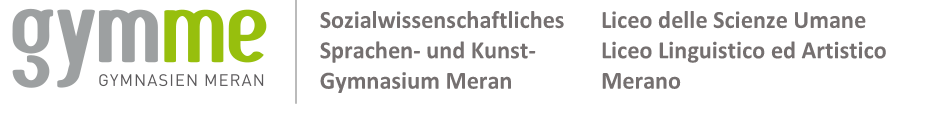 gymme
GYMNASIEN MERAN
Sozialwissenschaftliches
Sprachen- und Kunst-
Gymnasium Meran
Liceo delle Scienze Umane
Liceo Linguistico ed Artistico
Merano